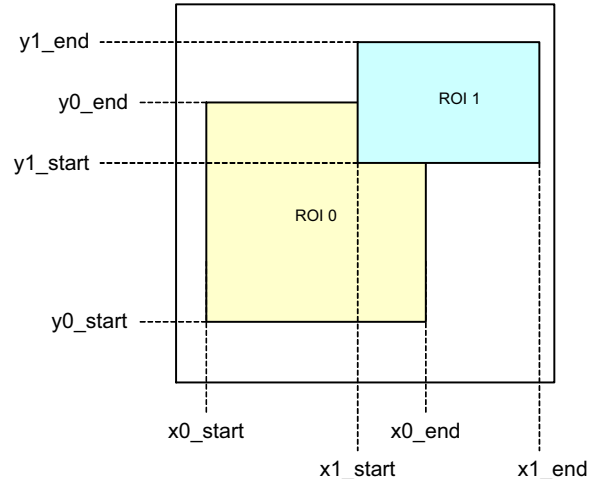 y1_end
y0_end
ROI 1
y1_start
ROI 0
y0_start
x0_start
x0_end
x1_start
x1_end